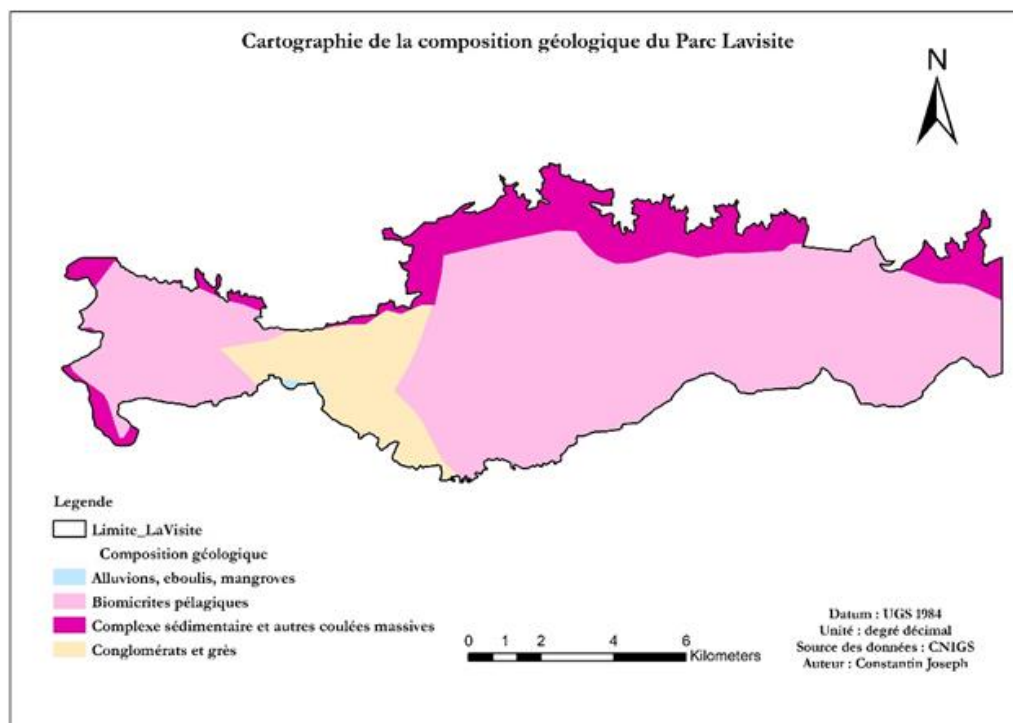 Cartographie de la composition géologique du Parc Lavisite
N
Legende
Limite_LaVisite
Composition géologique
Alluvions, eboulis, mangroves
Biomicrites pélagiques
Complexe sédimentaire et autres coulées massives
Conglomérats et grès
0 1 2 4 6
Kilometers
Datum : UGS 1984
Unité : degré décimal
Source des données : CNIGS
Auteur : Constantin Joseph